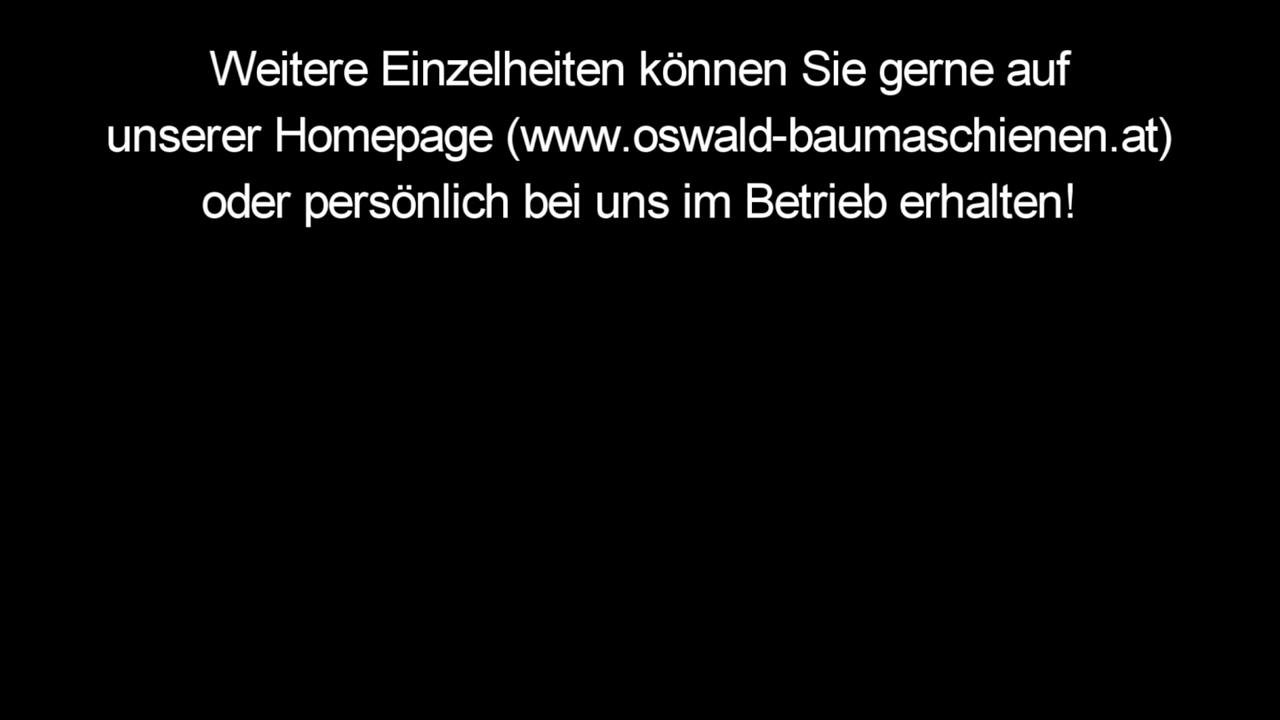 Weitere Einzelheiten können Sie gerne auf
unserer Homepage (www.oswald-baumaschienen.at)
oder persönlich bei uns im Betrieb erhalten!